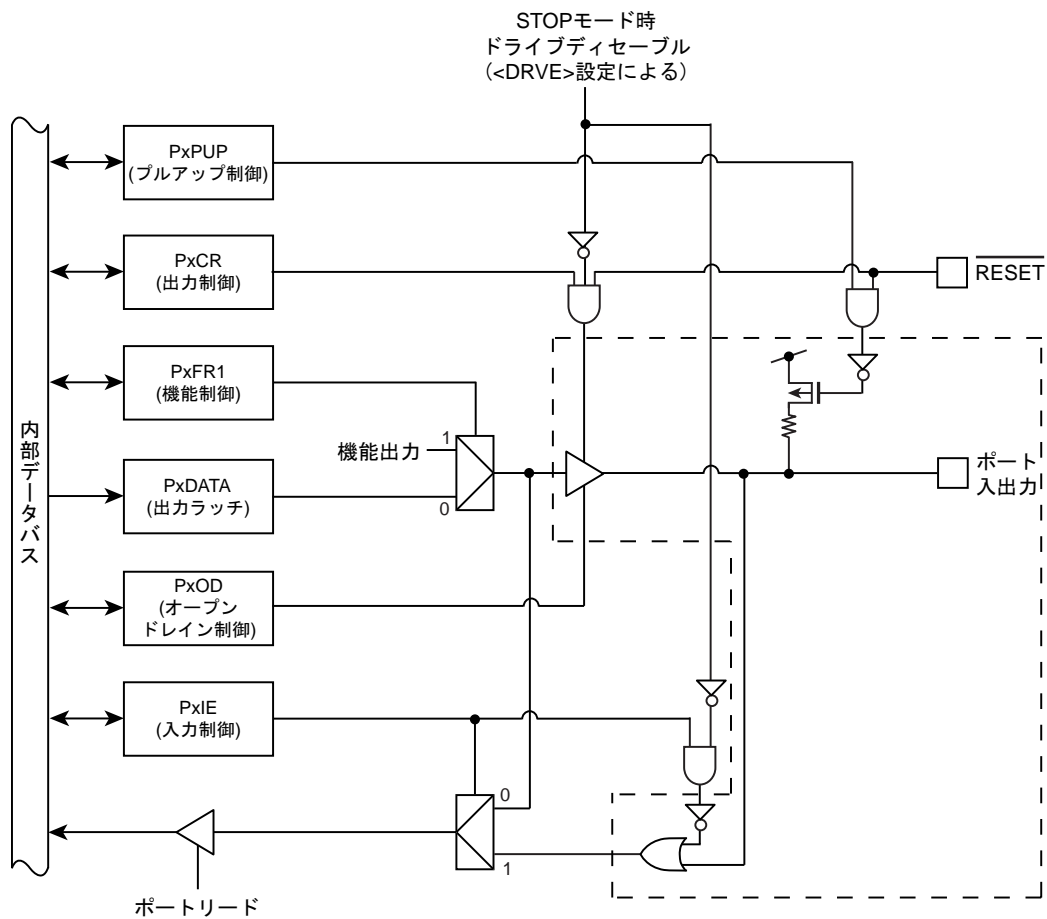 STOPモード時
ドライブディセーブル
(<DRVE>設定による)
PxPUP
(プルアップ制御)
PxCR
(出力制御)
RESET
PxFR1
(機能制御)
機能出力
1
0
ポート
入出力
内部データバス
PxDATA
(出力ラッチ)
PxOD
(オープン
ドレイン制御)
PxIE
(入力制御)
0
1
ポートリード